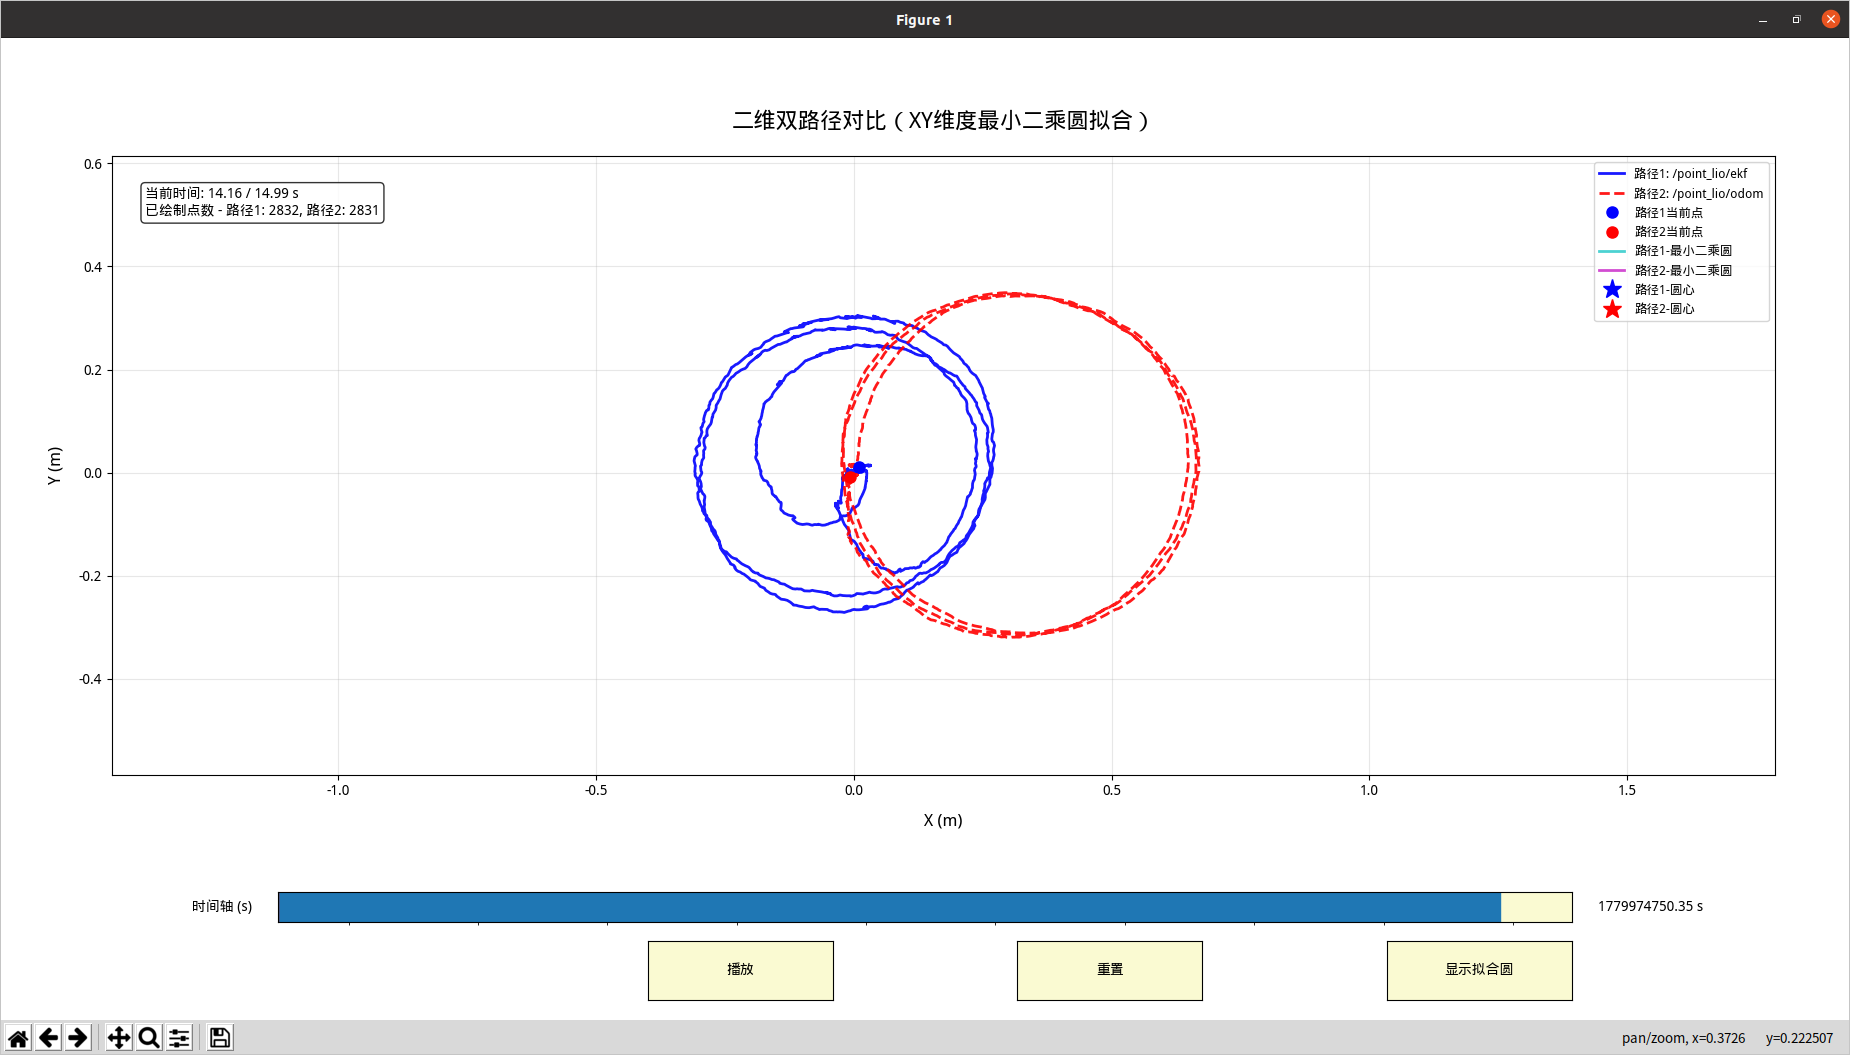 Figure 1
二维双路径对比（XY维度最小二乘圆拟合）
当前时间: 14.16 / 14.99 s
已绘制点数 - 路径1: 2832, 路径2: 2831
路径1: /point_lio/ekf
路径2: /point_lio/odom
路径1当前点
路径2当前点
路径1-最小二乘圆
路径2-最小二乘圆
路径1-圆心
路径2-圆心
0.6
0.4
0.2
0.0
-0.2
-0.4
Y (m)
-1.0
-0.5
0.0
0.5
1.0
1.5
X (m)
时间轴 (s)
1779974750.35 s
播放
重置
显示拟合圆
pan/zoom, x=0.3726 y=0.222507